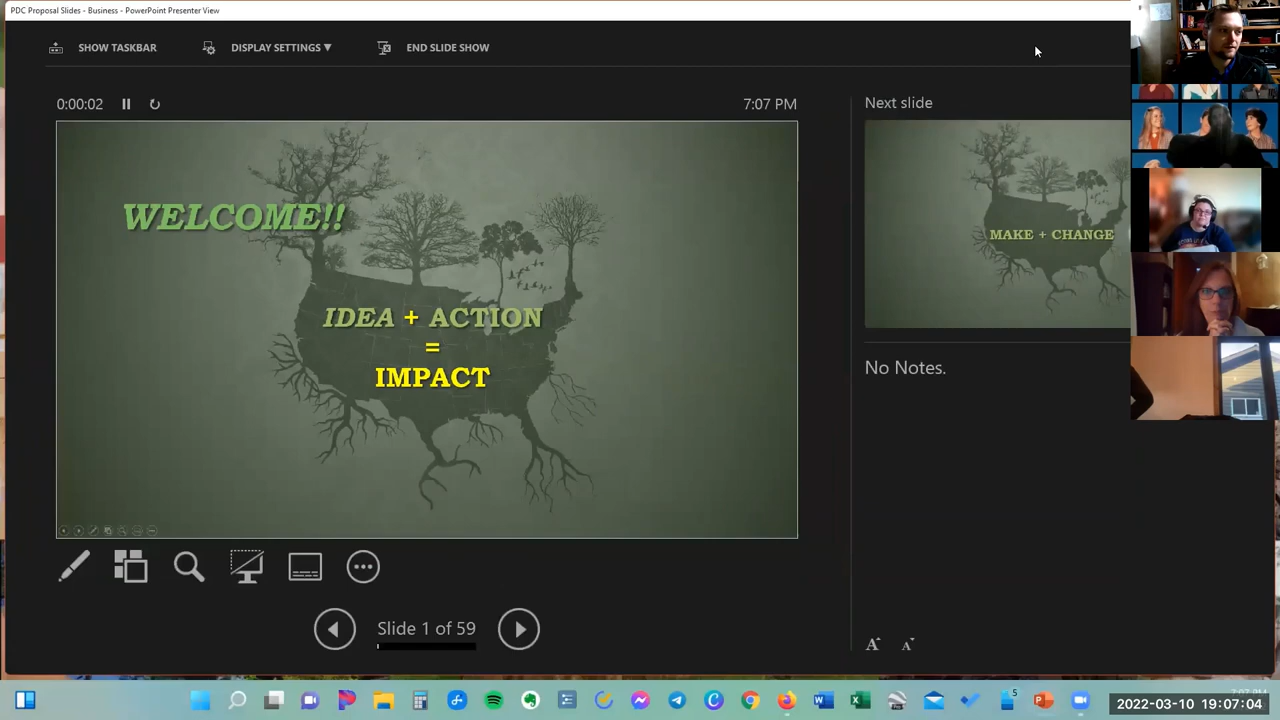 PDC Proposal Slides - Business - PowerPoint Presenter View
SHOW TASKBAR
DISPLAY SETTINGS ▼
END SLIDE SHOW
0:00:02
7:07 PM
Next slide
WELCOME!!
IDEA + ACTION
=
IMPACT
MAKE + CHANGE
No Notes.
Slide 1 of 59
5
2022-03-10 19:07:04